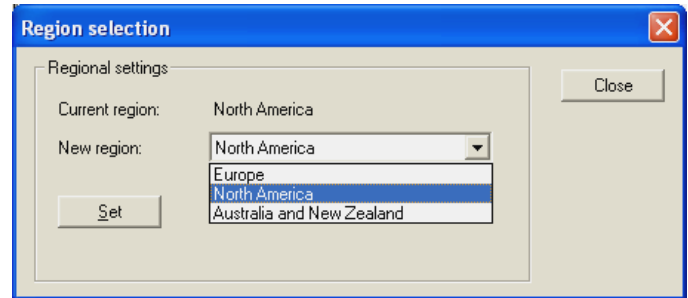 Region selection
Regional settings
Close
Current region: North America
New region: North America
Europe
North America
Set
Australia and New Zealand